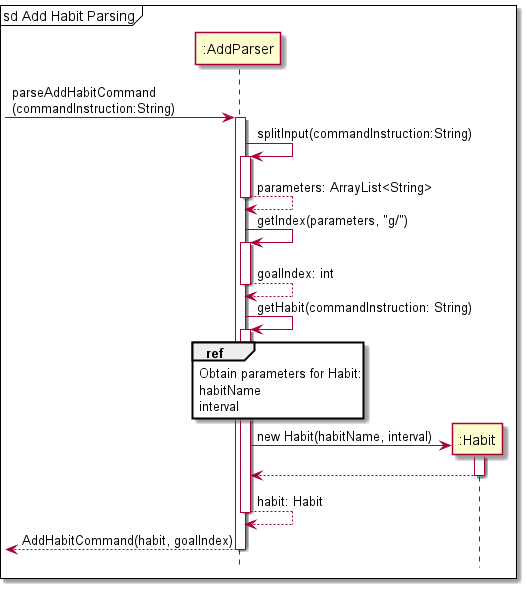 sd Add Habit Parsing
:AddParser
parseAddHabitCommand
(commandInstruction:String)
splitInput(commandInstruction:String)
parameters: ArrayList<String>
getIndex(parameters, "g/")
goalIndex: int
getHabit(commandInstruction: String)
ref
Obtain parameters for Habit:
habitName
interval
new Habit(habitName, interval)
:Habit
habit: Habit
AddHabitCommand(habit, goalIndex)